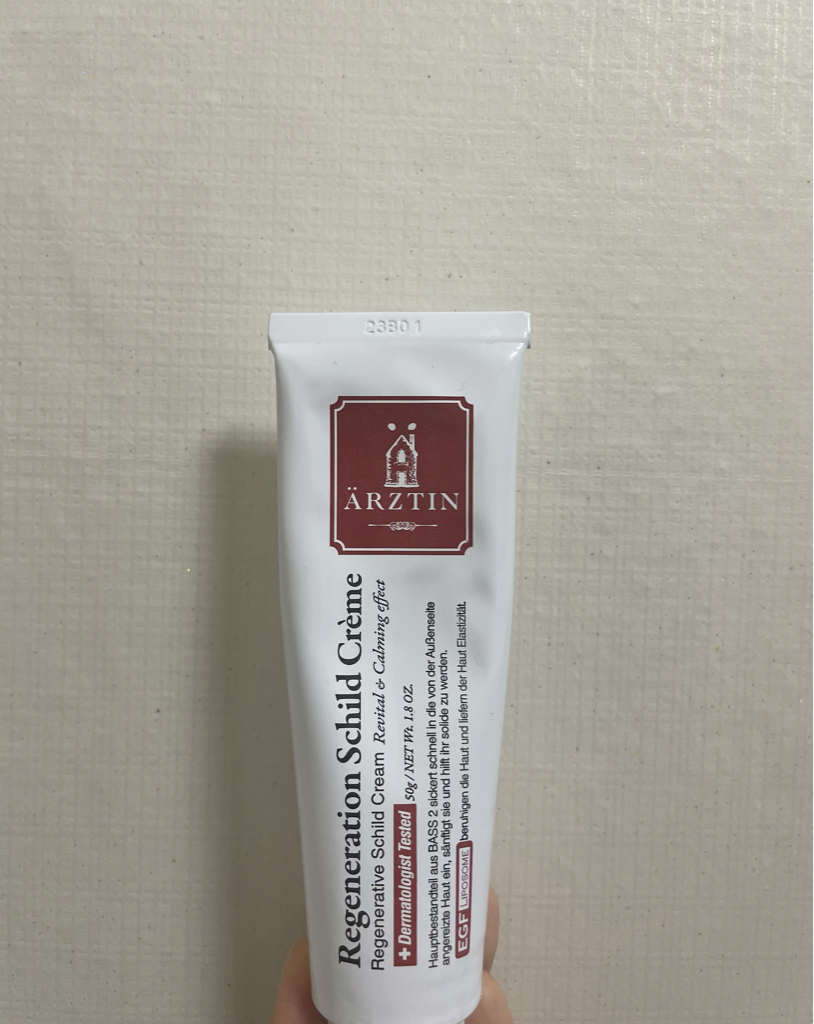 23B01
ÄRZTIN
Regeneration Schild Crème
Regenerative Schild Cream Revital & Calming effect
+ Dermatologist Tested 50g / NET Wt. 1.8 OZ.
Hauptbestandteil aus BASS 2 sickert schnell in die von der Außenseite
angereizte Haut ein, sänftigt sie und hilft ihr solide zu werden.
EGF LIPOSOME beruhigen die Haut und liefern der Haut Elastizität.